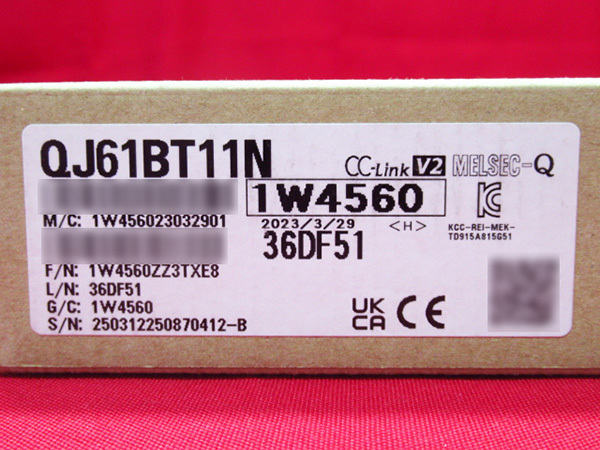 QJ61BT11N CC-Link V2 MELSEC-Q
1W4560
M/C: 1W456023032901 2023/3/29 <H> KCC-REI-MEK-
TD915A815G51
36DF51
F/N: 1W4560ZZ3TXE8
L/N: 36DF51
G/C: 1W4560
S/N: 250312250870412-B
UK
CA CE